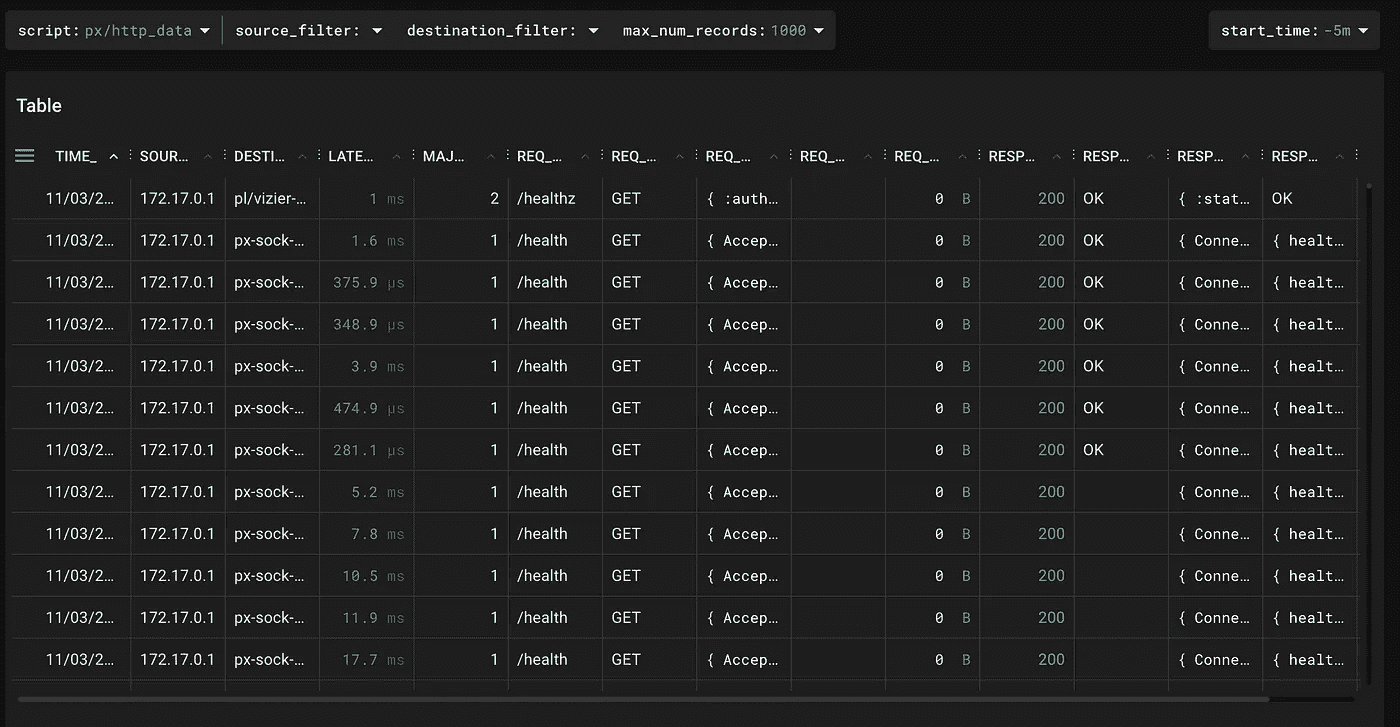 script: px/http_data source_filter: destination_filter: max_num_records: 1000 start_time: -5m
Table
TIME_ SOUR... DESTI... LATE... MAJ... REQ_... REQ_... REQ_... REQ_... REQ_... RESP... RESP... RESP... RESP...
11/03/2... 172.17.0.1 pl/vizier-... 1 ms 2 /healthz GET { :auth... 0 B 200 OK { :stat... OK
11/03/2... 172.17.0.1 px-sock-... 1.6 ms 1 /health GET { Accep... 0 B 200 OK { Conne... { healt...
11/03/2... 172.17.0.1 px-sock-... 375.9 µs 1 /health GET { Accep... 0 B 200 OK { Conne... { healt...
11/03/2... 172.17.0.1 px-sock-... 348.9 µs 1 /health GET { Accep... 0 B 200 OK { Conne... { healt...
11/03/2... 172.17.0.1 px-sock-... 3.9 ms 1 /health GET { Accep... 0 B 200 OK { Conne... { healt...
11/03/2... 172.17.0.1 px-sock-... 474.9 µs 1 /health GET { Accep... 0 B 200 OK { Conne... { healt...
11/03/2... 172.17.0.1 px-sock-... 281.1 µs 1 /health GET { Accep... 0 B 200 OK { Conne... { healt...
11/03/2... 172.17.0.1 px-sock-... 5.2 ms 1 /health GET { Accep... 0 B 200 { Conne... { healt...
11/03/2... 172.17.0.1 px-sock-... 7.8 ms 1 /health GET { Accep... 0 B 200 { Conne... { healt...
11/03/2... 172.17.0.1 px-sock-... 10.5 ms 1 /health GET { Accep... 0 B 200 { Conne... { healt...
11/03/2... 172.17.0.1 px-sock-... 11.9 ms 1 /health GET { Accep... 0 B 200 { Conne... { healt...
11/03/2... 172.17.0.1 px-sock-... 17.7 ms 1 /health GET { Accep... 0 B 200 { Conne... { healt...